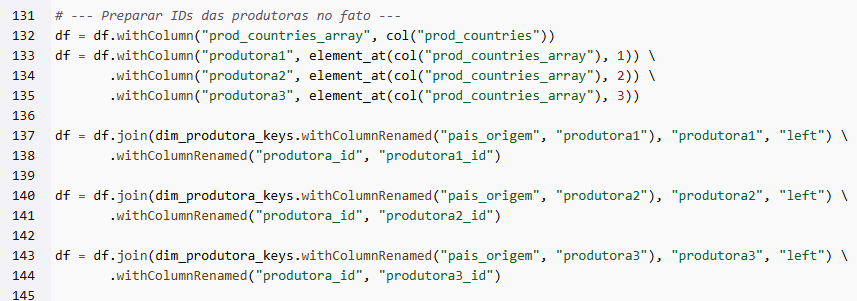 131 # --- Preparar IDs das produtoras no fato ---
132 df = df.withColumn("prod_countries_array", col("prod_countries"))
133 df = df.withColumn("produtora1", element_at(col("prod_countries_array"), 1)) \
134        .withColumn("produtora2", element_at(col("prod_countries_array"), 2)) \
135        .withColumn("produtora3", element_at(col("prod_countries_array"), 3))
136
137 df = df.join(dim_produtora_keys.withColumnRenamed("pais_origem", "produtora1"), "produtora1", "left") \
138        .withColumnRenamed("produtora_id", "produtora1_id")
139
140 df = df.join(dim_produtora_keys.withColumnRenamed("pais_origem", "produtora2"), "produtora2", "left") \
141        .withColumnRenamed("produtora_id", "produtora2_id")
142
143 df = df.join(dim_produtora_keys.withColumnRenamed("pais_origem", "produtora3"), "produtora3", "left") \
144        .withColumnRenamed("produtora_id", "produtora3_id")
145